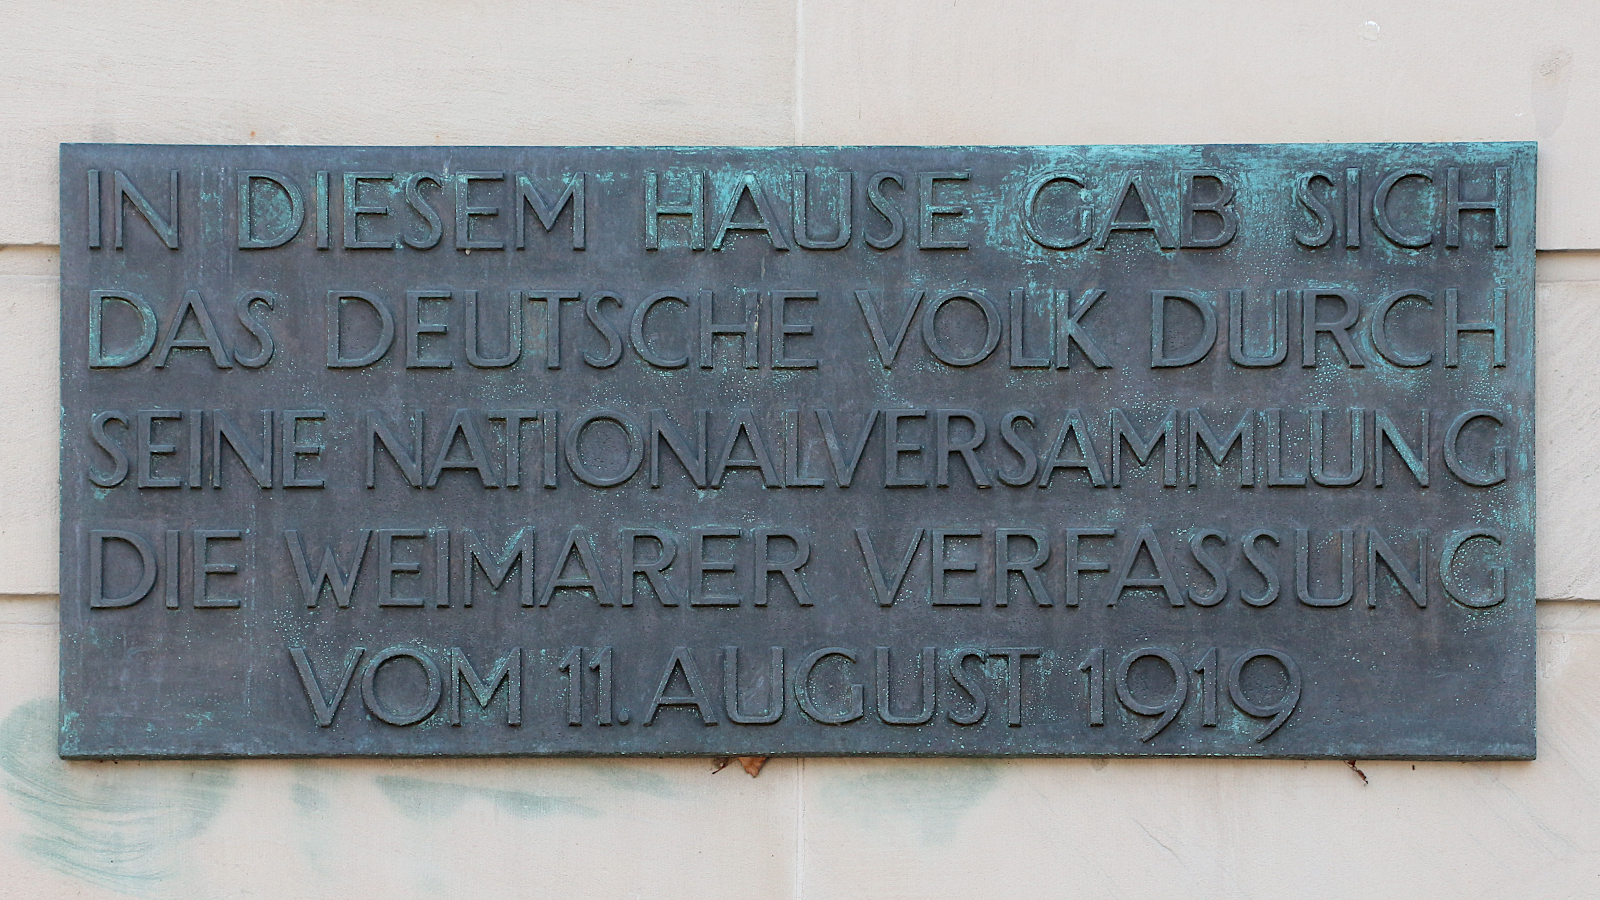 IN DIESEM HAUSE GAB SICH
DAS DEUTSCHE VOLK DURCH
SEINE NATIONALVERSAMMLUNG
DIE WEIMARER VERFASSUNG
VOM 11. AUGUST 1919